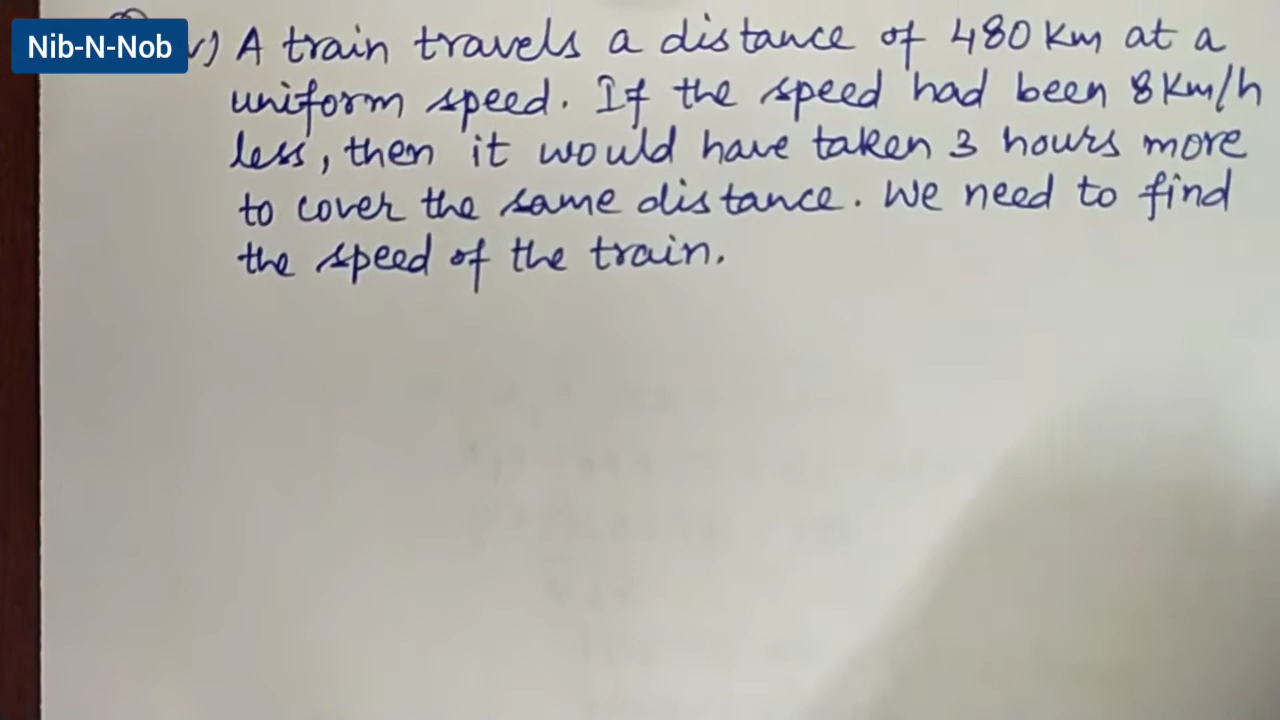 Nib-N-Nob
v) A train travels a distance of 480 Km at a
uniform speed. If the speed had been 8 Km/h
less, then it would have taken 3 hours more
to cover the same distance. We need to find
the speed of the train.